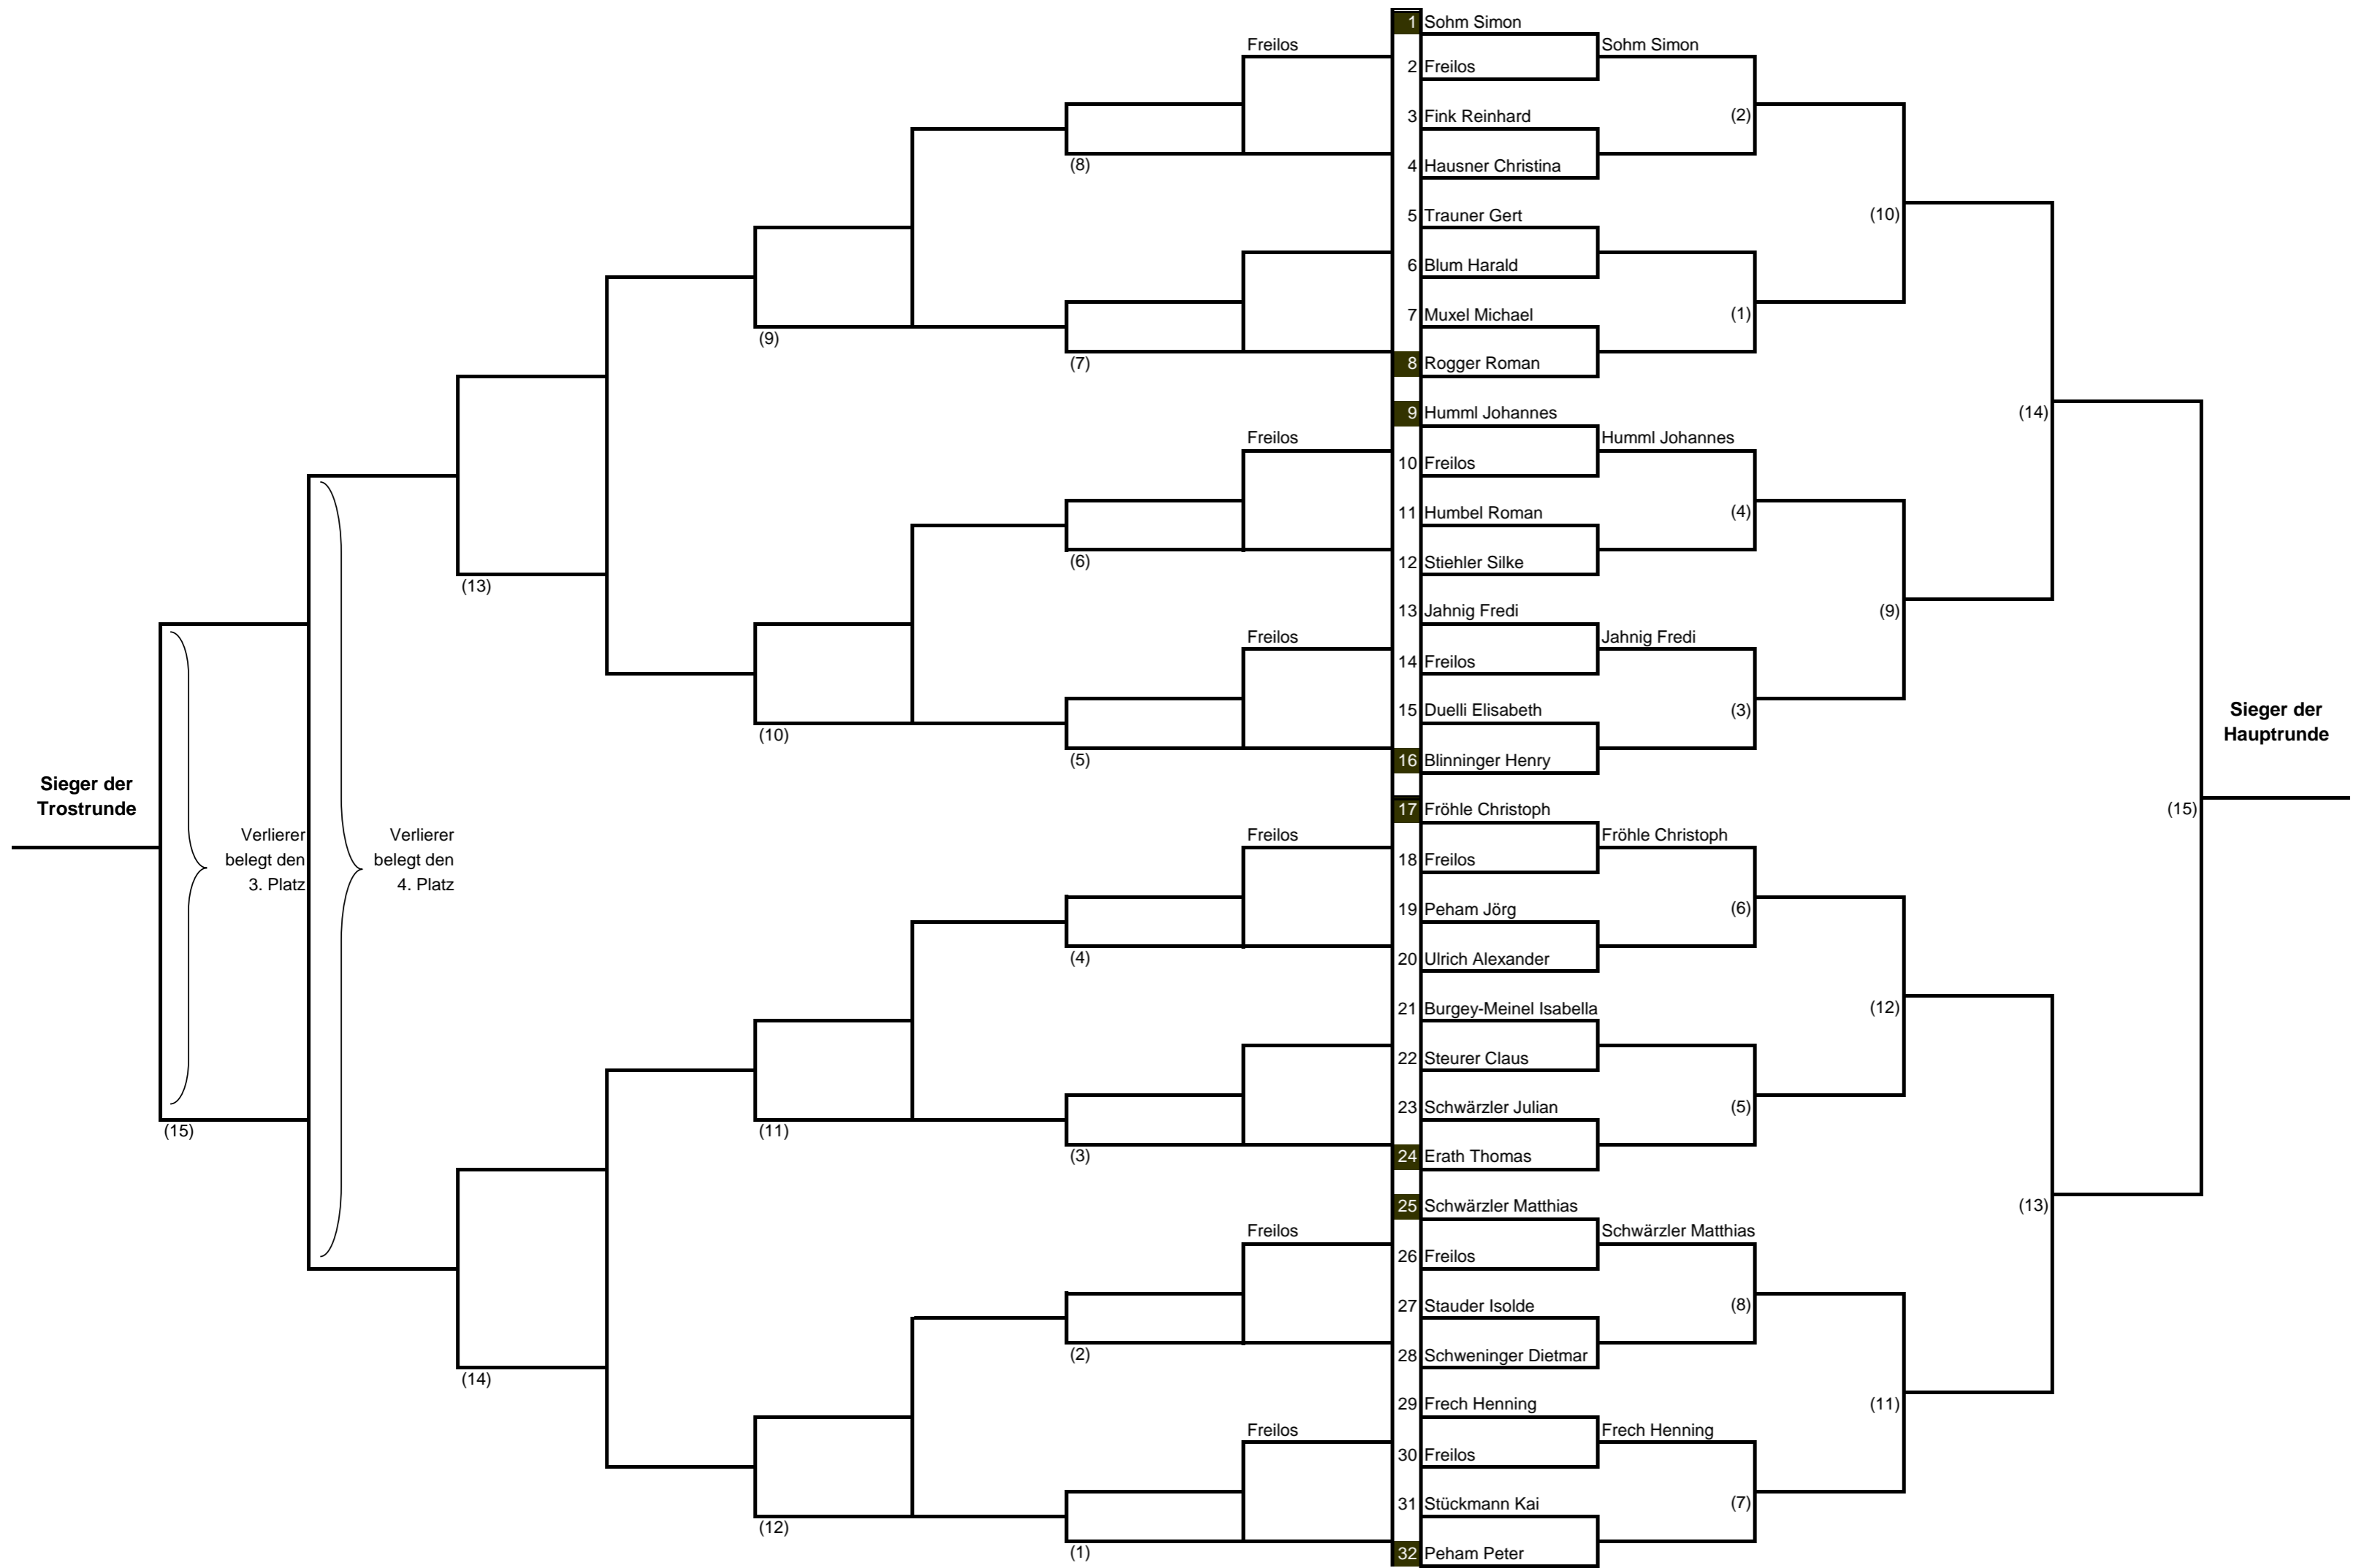 1 Sohm Simon
Freilos Sohm Simon
2 Freilos
3 Fink Reinhard (2)
(8) 4 Hausner Christina
5 Trauner Gert (10)
6 Blum Harald
7 Muxel Michael (1)
(9)
(7) 8 Rogger Roman
9 Humml Johannes (14)
Freilos Humml Johannes
10 Freilos
11 Humbel Roman (4)
(6) 12 Stiehler Silke
(13)
13 Jahnig Fredi (9)
Freilos Jahnig Fredi
14 Freilos
15 Duelli Elisabeth (3) Sieger der
(10) Hauptrunde
(5) 16 Blinninger Henry
Sieger der
Trostrunde 17 Fröhle Christoph (15)
Verlierer Verlierer Freilos Fröhle Christoph
belegt den belegt den 18 Freilos
3. Platz 4. Platz
19 Peham Jörg (6)
(4) 20 Ulrich Alexander
21 Burgey-Meinel Isabella (12)
22 Steurer Claus
23 Schwärzler Julian (5)
(15) (11)
(3) 24 Erath Thomas
25 Schwärzler Matthias (13)
Freilos Schwärzler Matthias
26 Freilos
27 Stauder Isolde (8)
(2) 28 Schweninger Dietmar
(14)
29 Frech Henning (11)
Freilos Frech Henning
30 Freilos
31 Stückmann Kai (7)
(12)
(1) 32 Peham Peter